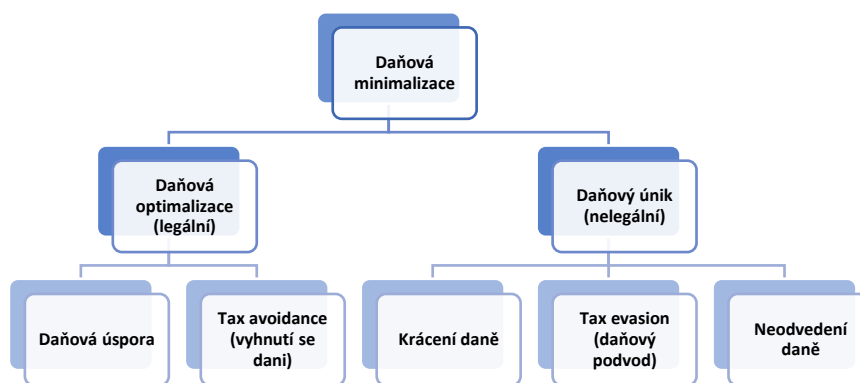 Daňová
minimalizace
Daňová
optimalizace
(legální)
Daňový únik
(nelegální)
Daňová úspora
Tax avoidance
(vyhnutí se
dani)
Krácení daně
Tax evasion
(daňový
podvod)
Neodvedení
daně